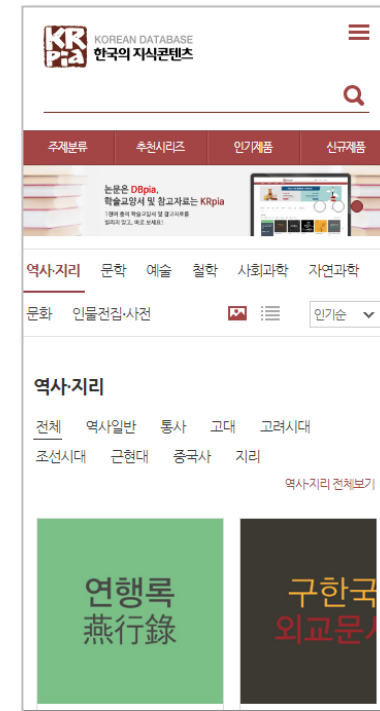 KRpia
KOREAN DATABASE
한국의 지식콘텐츠
주제분류 추천시리즈 인기제품 신규제품
논문은 DBpia,
학술교양서 및 참고자료는 KRpia
역사·지리 문학 예술 철학 사회과학 자연과학
문화 인물전집·사전 인기순
역사·지리
전체 역사일반 통사 고대 고려시대
조선시대 근현대 중국사 지리
역사·지리 전체보기
연행록 구한국
燕行錄 외교문서